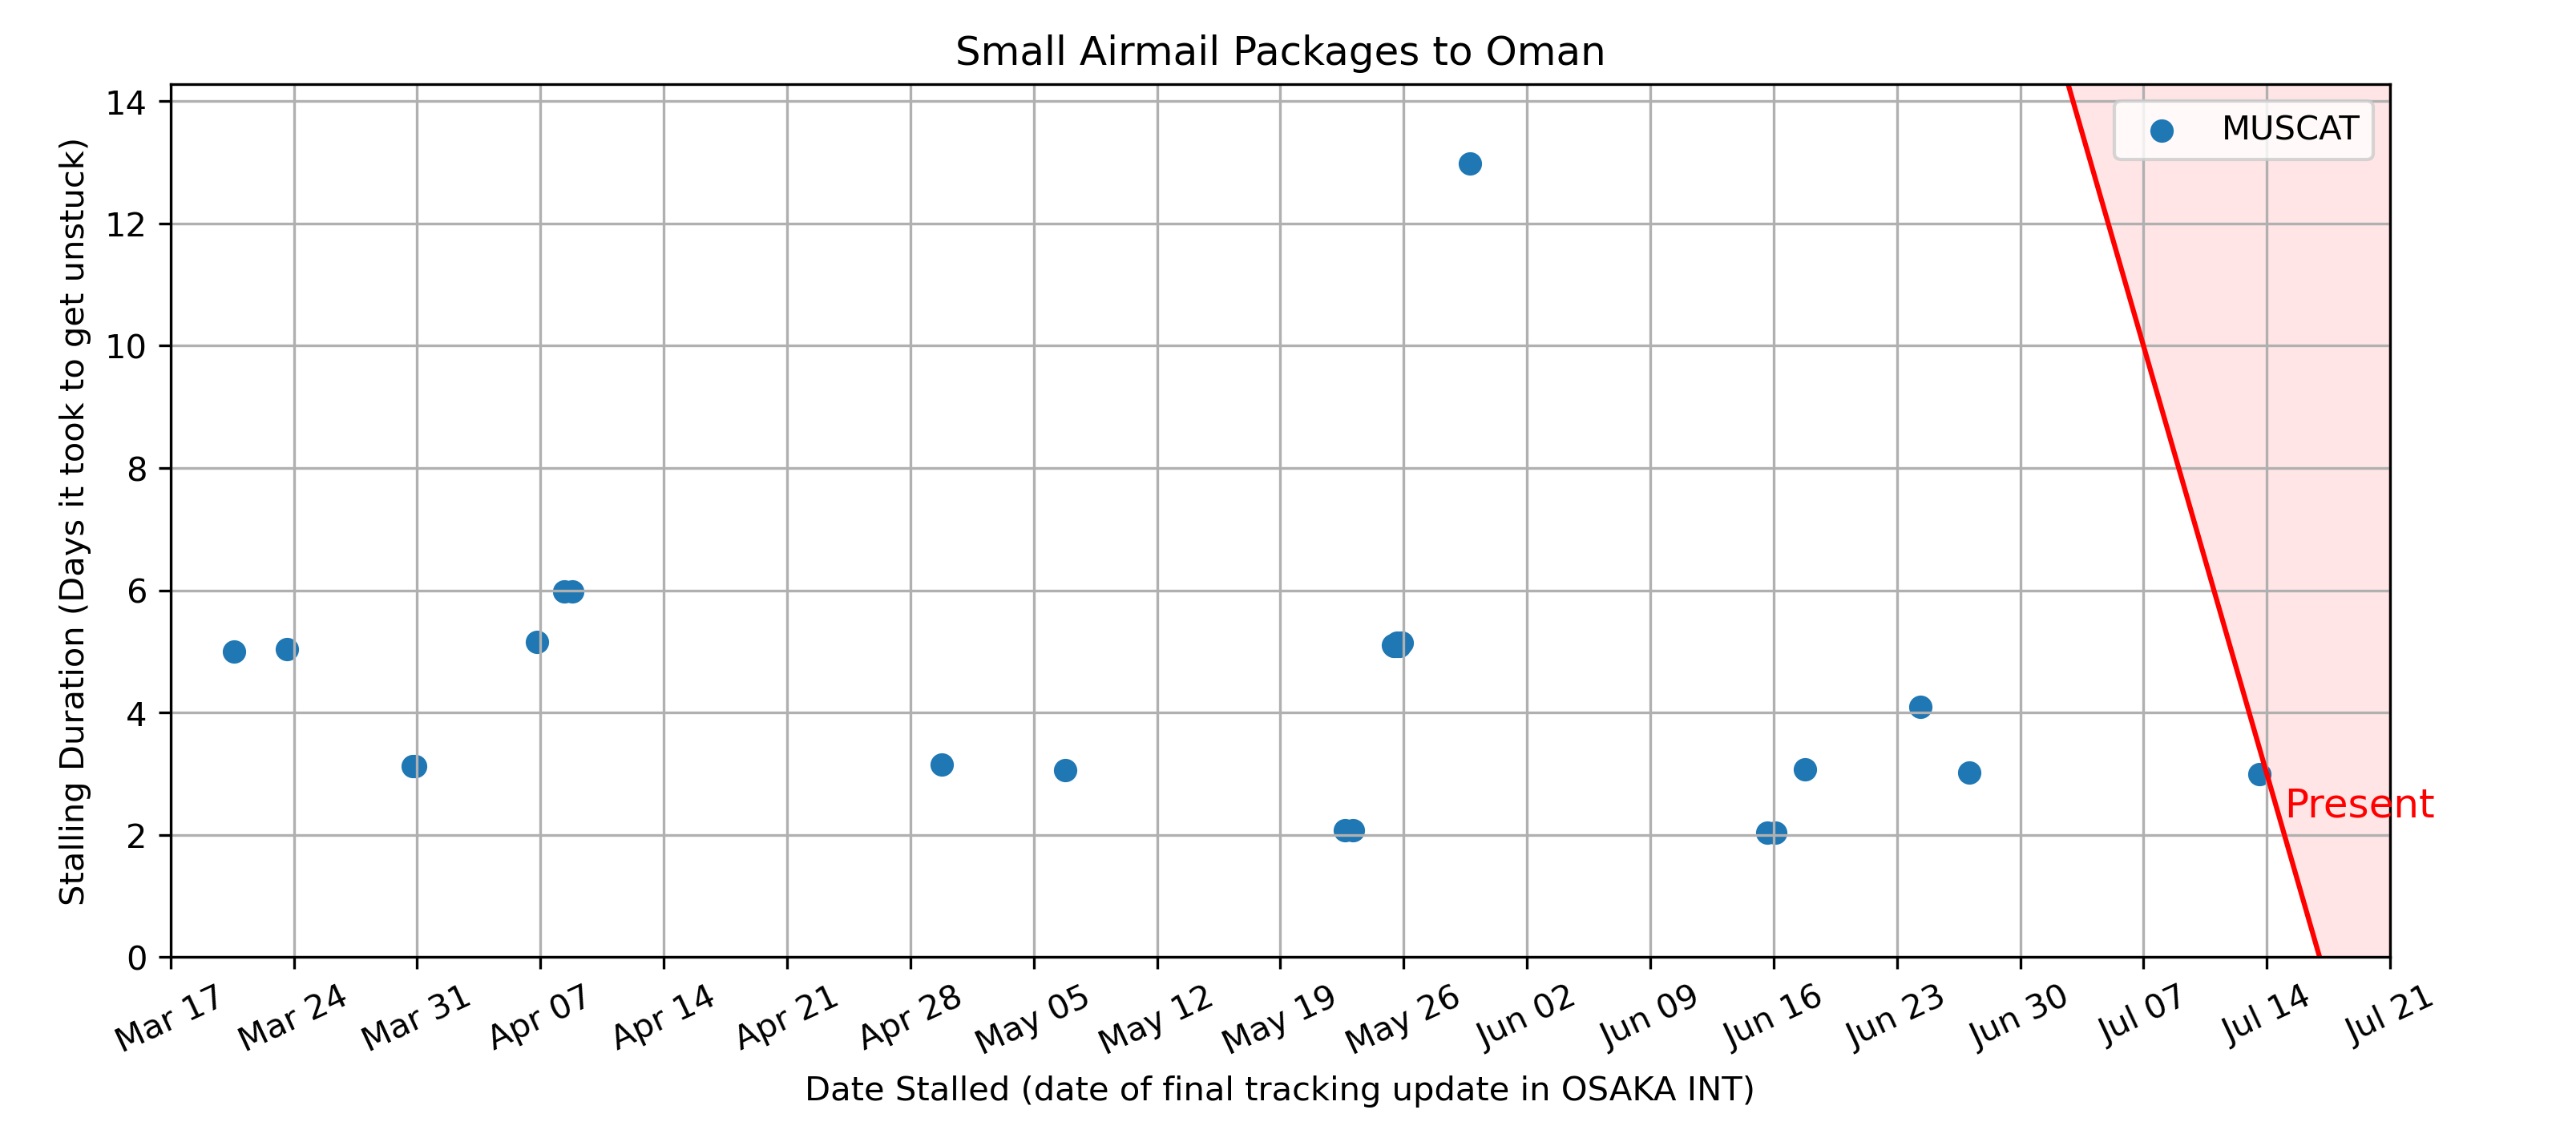 Small Airmail Packages to Oman
14
12
10
8
6
4
2
0
Stalling Duration (Days it took to get unstuck)
MUSCAT
Present
Mar 17
Mar 24
Mar 31
Apr 07
Apr 14
Apr 21
Apr 28
May 05
May 12
May 19
May 26
Jun 02
Jun 09
Jun 16
Jun 23
Jun 30
Jul 07
Jul 14
Jul 21
Date Stalled (date of final tracking update in OSAKA INT)